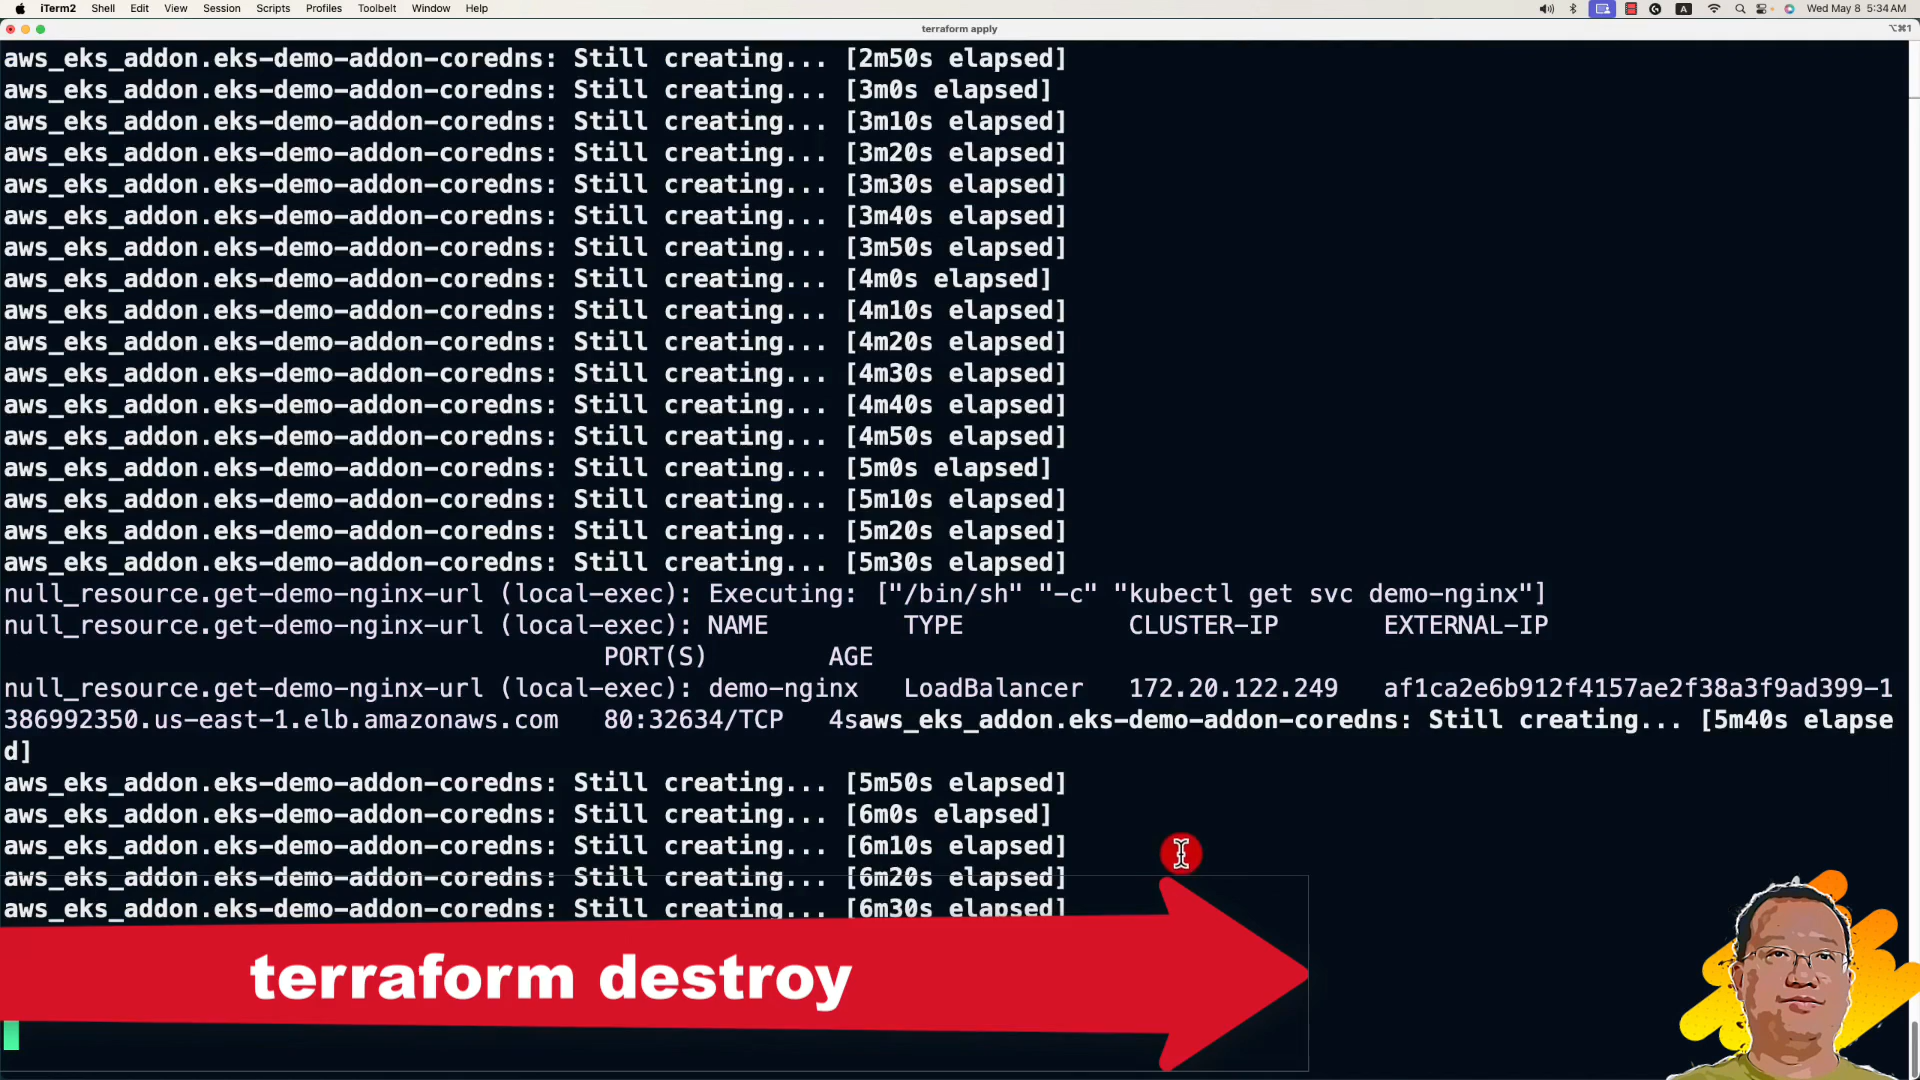 iTerm2 Shell Edit View Session Scripts Profiles Toolbelt Window Help A Wed May 8 5:34 AM
terraform apply ⌥⌘1
aws_eks_addon.eks-demo-addon-coredns: Still creating... [2m50s elapsed]
aws_eks_addon.eks-demo-addon-coredns: Still creating... [3m0s elapsed]
aws_eks_addon.eks-demo-addon-coredns: Still creating... [3m10s elapsed]
aws_eks_addon.eks-demo-addon-coredns: Still creating... [3m20s elapsed]
aws_eks_addon.eks-demo-addon-coredns: Still creating... [3m30s elapsed]
aws_eks_addon.eks-demo-addon-coredns: Still creating... [3m40s elapsed]
aws_eks_addon.eks-demo-addon-coredns: Still creating... [3m50s elapsed]
aws_eks_addon.eks-demo-addon-coredns: Still creating... [4m0s elapsed]
aws_eks_addon.eks-demo-addon-coredns: Still creating... [4m10s elapsed]
aws_eks_addon.eks-demo-addon-coredns: Still creating... [4m20s elapsed]
aws_eks_addon.eks-demo-addon-coredns: Still creating... [4m30s elapsed]
aws_eks_addon.eks-demo-addon-coredns: Still creating... [4m40s elapsed]
aws_eks_addon.eks-demo-addon-coredns: Still creating... [4m50s elapsed]
aws_eks_addon.eks-demo-addon-coredns: Still creating... [5m0s elapsed]
aws_eks_addon.eks-demo-addon-coredns: Still creating... [5m10s elapsed]
aws_eks_addon.eks-demo-addon-coredns: Still creating... [5m20s elapsed]
aws_eks_addon.eks-demo-addon-coredns: Still creating... [5m30s elapsed]
null_resource.get-demo-nginx-url (local-exec): Executing: ["/bin/sh" "-c" "kubectl get svc demo-nginx"]
null_resource.get-demo-nginx-url (local-exec): NAME TYPE CLUSTER-IP EXTERNAL-IP
PORT(S) AGE
null_resource.get-demo-nginx-url (local-exec): demo-nginx LoadBalancer 172.20.122.249 af1ca2e6b912f4157ae2f38a3f9ad399-1
386992350.us-east-1.elb.amazonaws.com 80:32634/TCP 4saws_eks_addon.eks-demo-addon-coredns: Still creating... [5m40s elapse
d]
aws_eks_addon.eks-demo-addon-coredns: Still creating... [5m50s elapsed]
aws_eks_addon.eks-demo-addon-coredns: Still creating... [6m0s elapsed]
aws_eks_addon.eks-demo-addon-coredns: Still creating... [6m10s elapsed]
aws_eks_addon.eks-demo-addon-coredns: Still creating... [6m20s elapsed]
aws_eks_addon.eks-demo-addon-coredns: Still creating... [6m30s elapsed]
terraform destroy